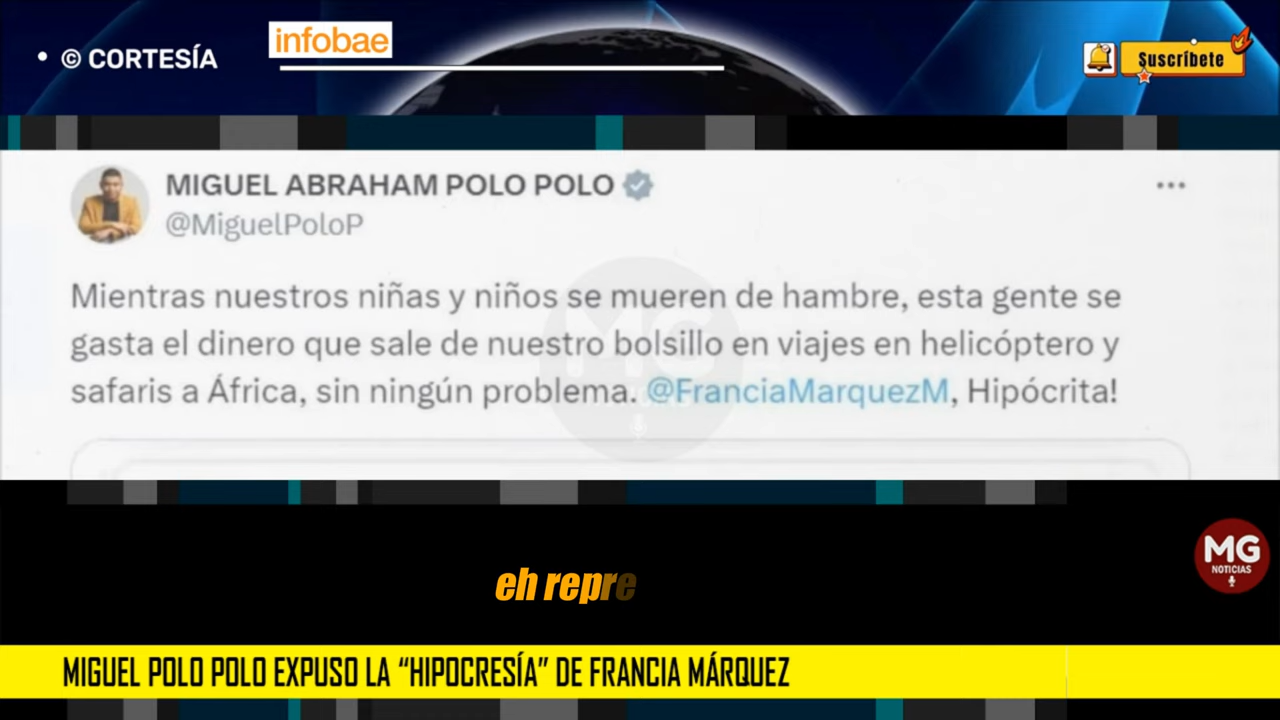 infobae
• © CORTESÍA
Suscríbete
MIGUEL ABRAHAM POLO POLO
@MiguelPoloP
Mientras nuestros niñas y niños se mueren de hambre, esta gente se
gasta el dinero que sale de nuestro bolsillo en viajes en helicóptero y
safaris a África, sin ningún problema. @FranciaMarquezM, Hipócrita!
MG
eh repre
MG
NOTICIAS
MIGUEL POLO POLO EXPUSO LA “HIPOCRESÍA” DE FRANCIA MÁRQUEZ